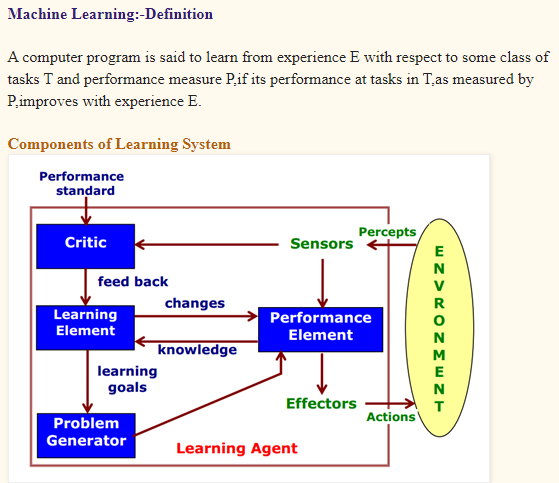 Machine Learning:-Definition
A computer program is said to learn from experience E with respect to some class of
tasks T and performance measure P,if its performance at tasks in T,as measured by
P,improves with experience E.
Components of Learning System
Performance
standard
Critic
Sensors
Percepts
feed back
changes
Learning
Element
Performance
Element
knowledge
learning
goals
Effectors
Actions
Problem
Generator
Learning Agent
ENVRONMENT